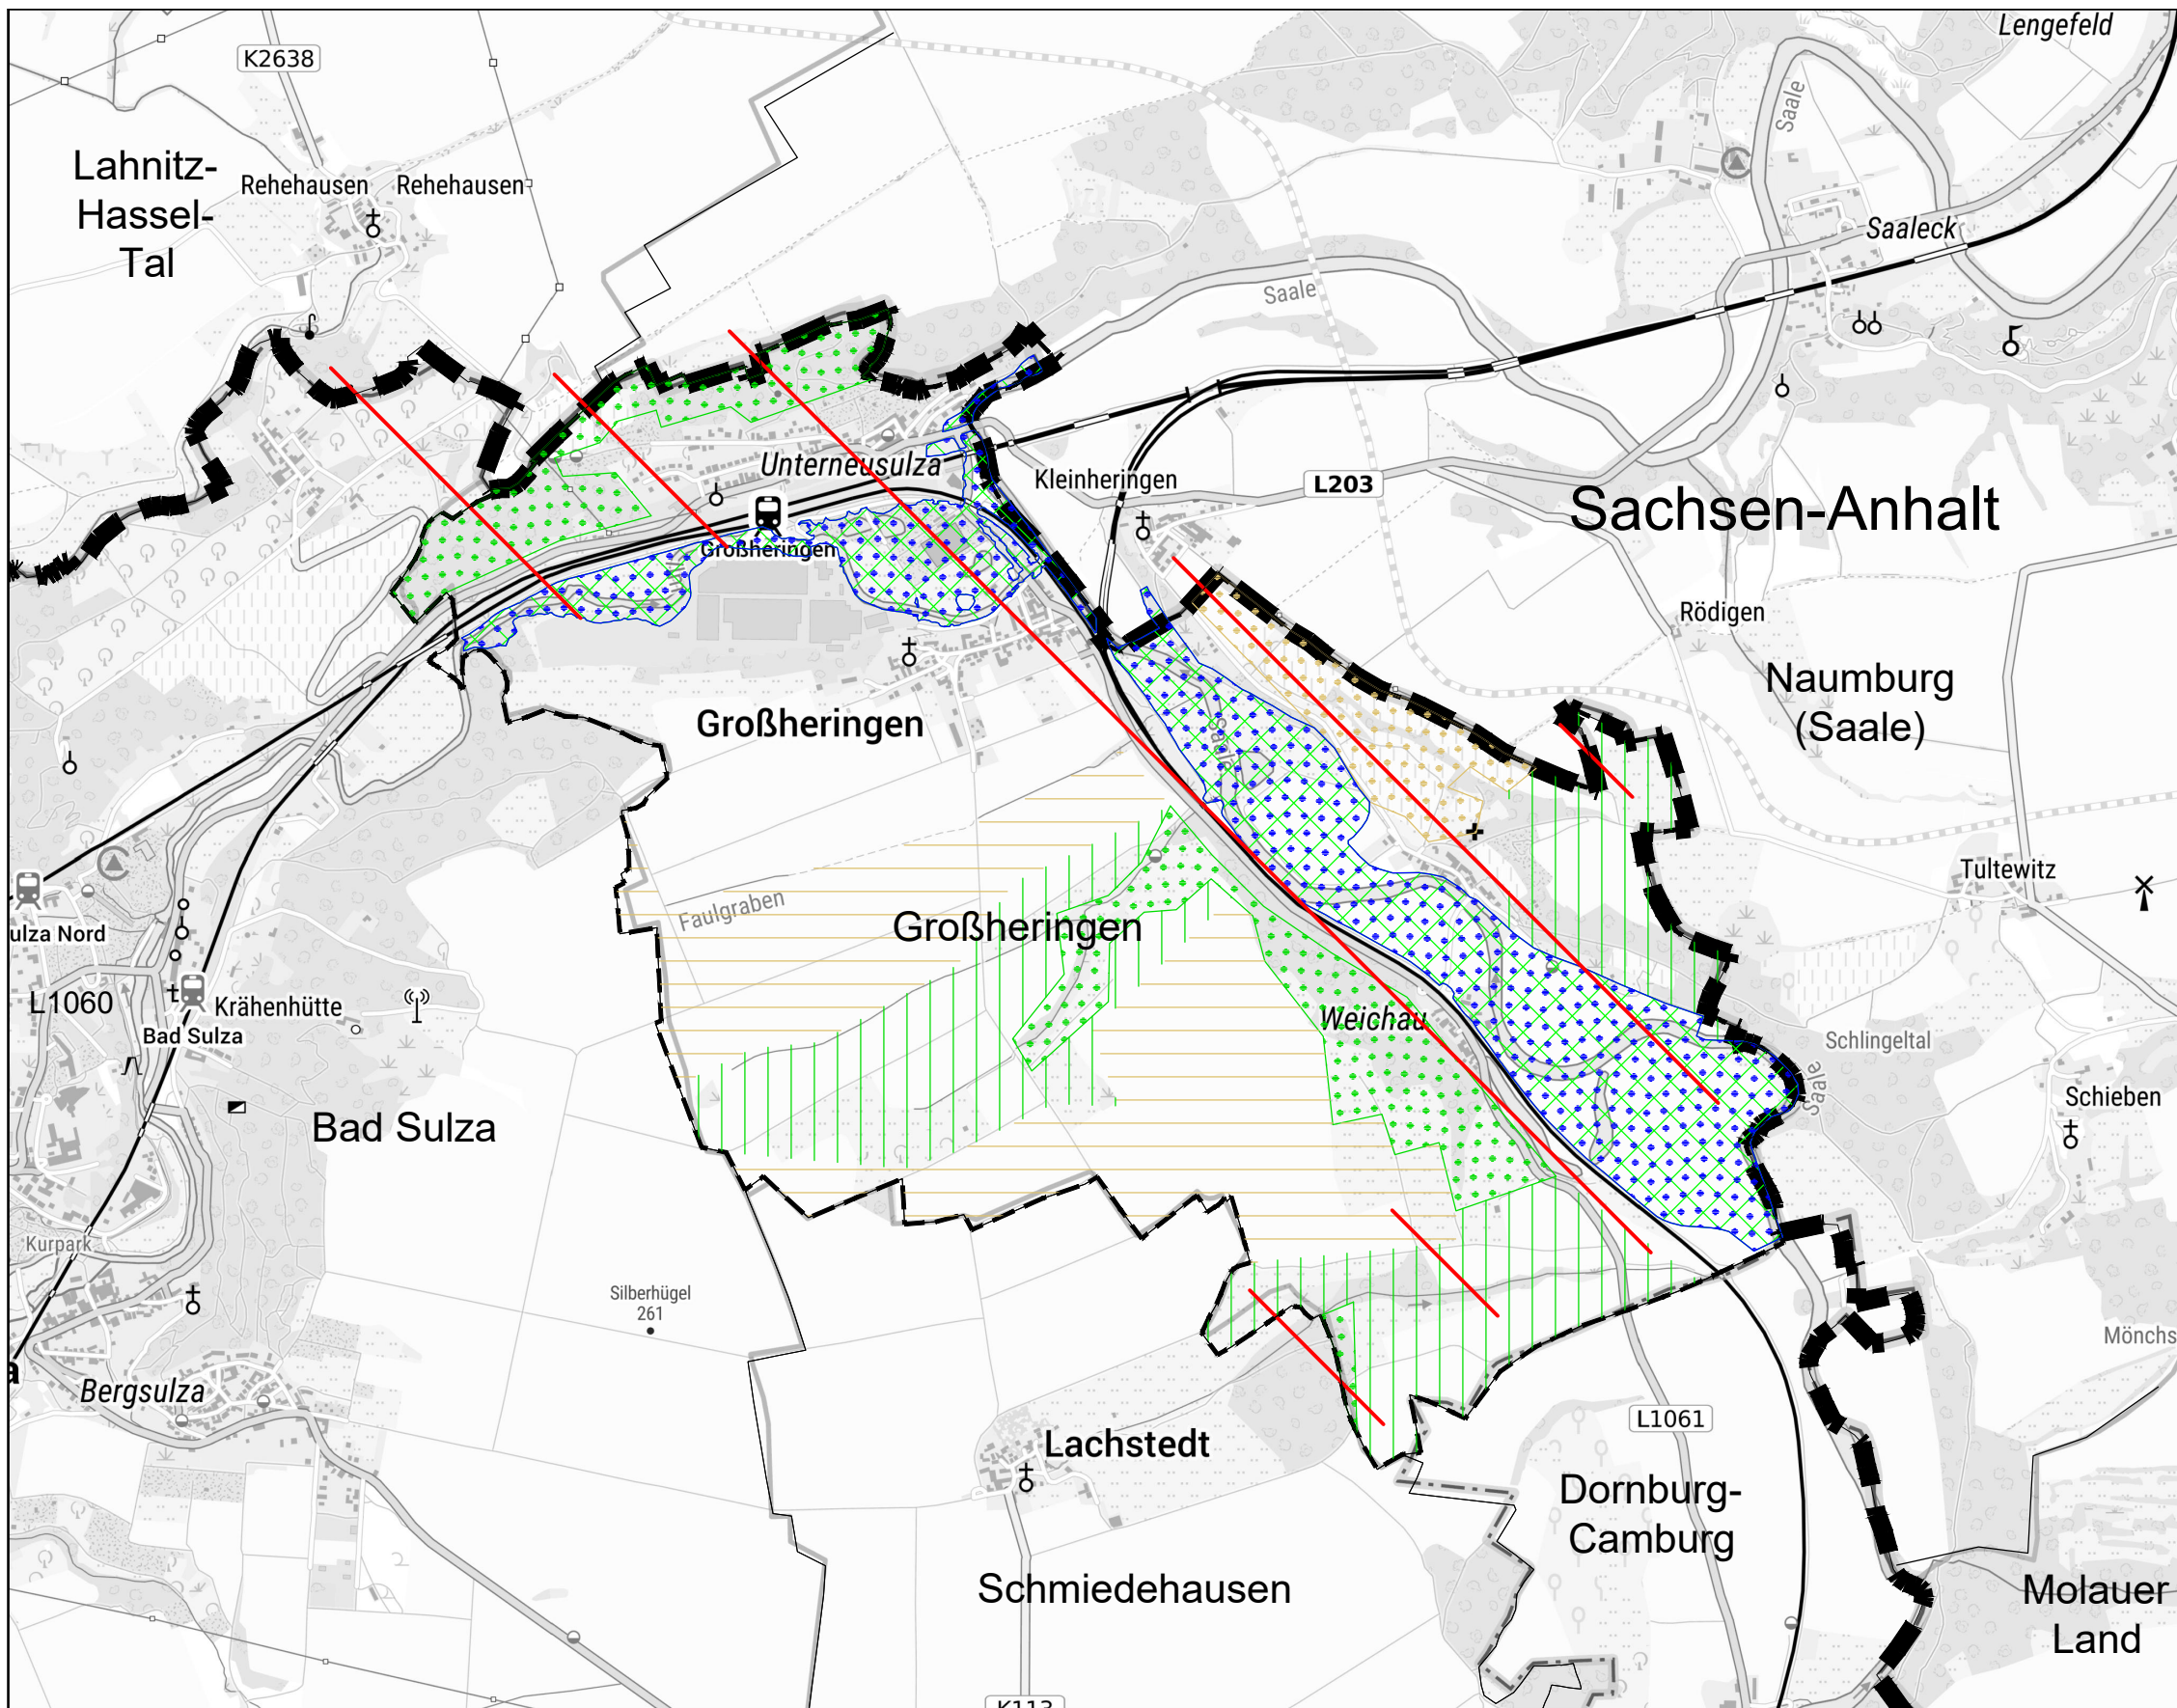 Lengefeld
K2638
Saale
Lahnitz-
Hassel-
Tal
Rehehausen
Rehehausen
Saaleck
Saale
Unterneusulza
Kleinheringen
L203
Sachsen-Anhalt
Großheringen
Rödigen
Naumburg
(Saale)
Großheringen
Saale
Tultewitz
Faulgraben
Großheringen
ulza Nord
L1060
Krähenhütte
Bad Sulza
Weichau
Schlingeltal
Saale
Schieben
Bad Sulza
Kurpark
Silberhügel
261
Mönchs
a
Bergsulza
L1061
Lachstedt
Dornburg-
Camburg
Schmiedehausen
Molauer
Land
K113